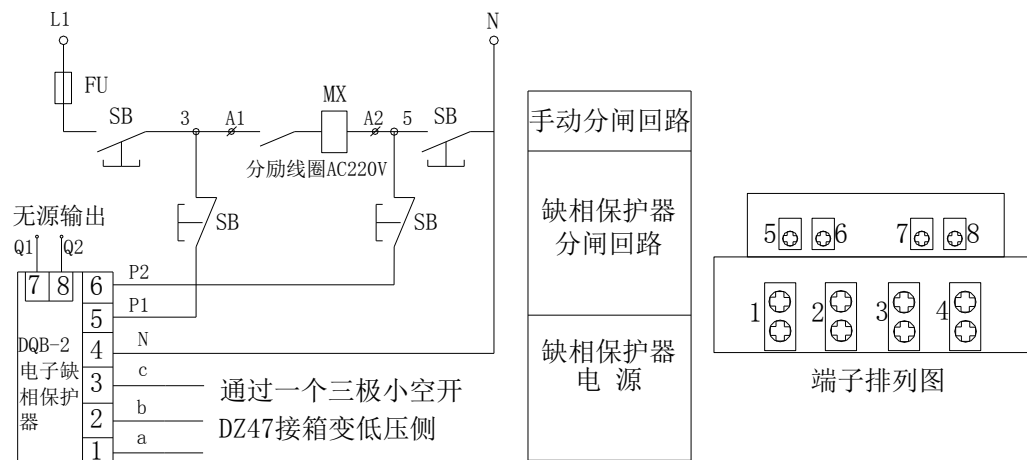 L1
N
FU
SB
3
A1
MX
A2
5
SB
分励线圈AC220V
SB
SB
无源输出
Q1
Q2
7
8
6
P2
5
P1
4
N
3
c
2
b
1
a
DQB-2
电子缺
相保护
器
通过一个三极小空开
DZ47接箱变低压侧
手动分闸回路
缺相保护器
分闸回路
缺相保护器
电 源
5
6
7
8
1
2
3
4
端子排列图